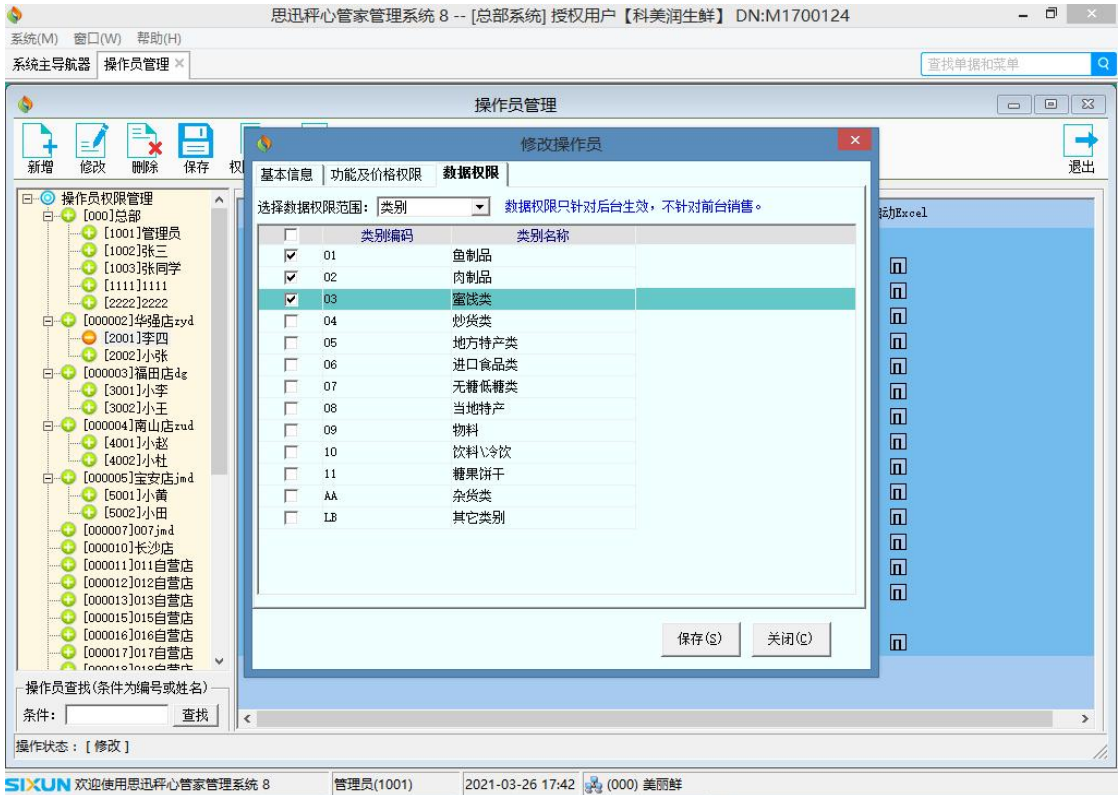 思迅秤心管家管理系统 8 -- [总部系统] 授权用户【科美润生鲜】 DN:M1700124
系统(M) 窗口(W) 帮助(H)
系统主导航器 操作员管理
查找单据和菜单
操作员管理
新增 修改 删除 保存 退出
修改操作员
基本信息 功能及价格权限 数据权限
选择数据权限范围: 类别 数据权限只针对后台生效，不针对前台销售。
类别编码 类别名称
01 鱼制品
02 肉制品
03 蜜饯类
04 炒货类
05 地方特产类
06 进口食品类
07 无糖低糖类
08 当地特产
09 物料
10 饮料\冷饮
11 糖果饼干
AA 杂货类
LB 其它类别
保存(S) 关闭(C)
操作员权限管理
[000]总部
[1001]管理员
[1002]张三
[1003]张同学
[1111]1111
[2222]2222
[000002]华强店zyd
[2001]李四
[2002]小张
[000003]福田店dg
[3001]小李
[3002]小王
[000004]南山店zud
[4001]小赵
[4002]小杜
[000005]宝安店jmd
[5001]小黄
[5002]小田
[000007]007jmd
[000010]长沙店
[000011]011自营店
[000012]012自营店
[000013]013自营店
[000015]015自营店
[000016]016自营店
[000017]017自营店
操作员查找(条件为编号或姓名)
条件: 查找
操作状态：[ 修改 ]
SIXUN 欢迎使用思迅秤心管家管理系统 8 管理员(1001) 2021-03-26 17:42 (000) 美丽鲜